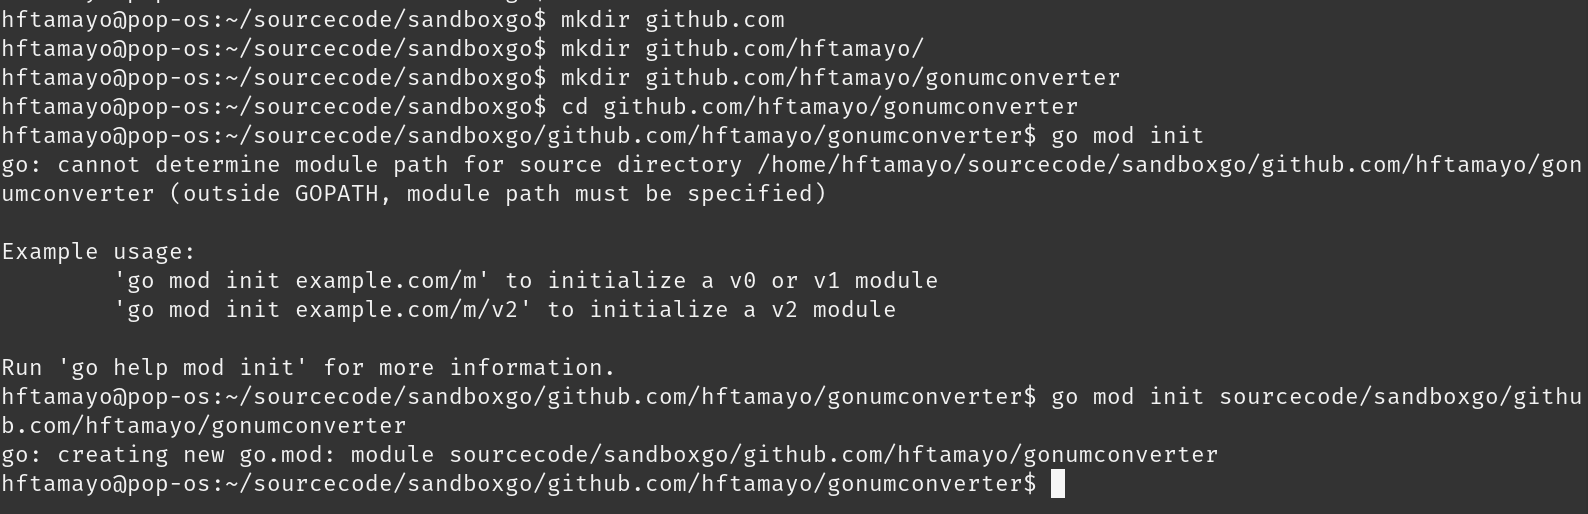 hftamayo@pop-os:~/sourcecode/sandboxgo$ mkdir github.com
hftamayo@pop-os:~/sourcecode/sandboxgo$ mkdir github.com/hftamayo/
hftamayo@pop-os:~/sourcecode/sandboxgo$ mkdir github.com/hftamayo/gonumconverter
hftamayo@pop-os:~/sourcecode/sandboxgo$ cd github.com/hftamayo/gonumconverter
hftamayo@pop-os:~/sourcecode/sandboxgo/github.com/hftamayo/gonumconverter$ go mod init
go: cannot determine module path for source directory /home/hftamayo/sourcecode/sandboxgo/github.com/hftamayo/gon
umconverter (outside GOPATH, module path must be specified)

Example usage:
        'go mod init example.com/m' to initialize a v0 or v1 module
        'go mod init example.com/m/v2' to initialize a v2 module

Run 'go help mod init' for more information.
hftamayo@pop-os:~/sourcecode/sandboxgo/github.com/hftamayo/gonumconverter$ go mod init sourcecode/sandboxgo/githu
b.com/hftamayo/gonumconverter
go: creating new go.mod: module sourcecode/sandboxgo/github.com/hftamayo/gonumconverter
hftamayo@pop-os:~/sourcecode/sandboxgo/github.com/hftamayo/gonumconverter$